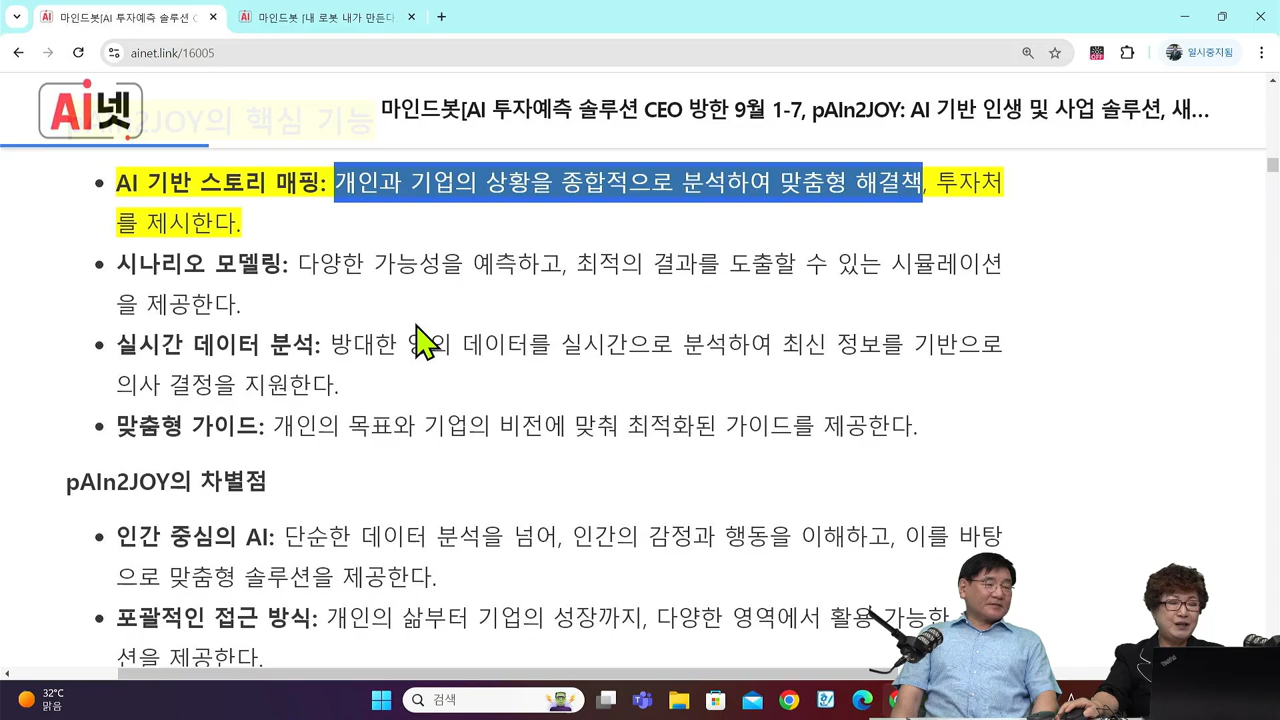 마인드봇[AI 투자예측 솔루션 C
마인드봇 [내 로봇 내가 만든다
ainet.link/16005
OFF
일시중지됨
Ai넷
마인드봇[AI 투자예측 솔루션 CEO 방한 9월 1-7, pAIn2JOY: AI 기반 인생 및 사업 솔루션, 새...
2JOY의 핵심 기능
AI 기반 스토리 매핑: 개인과 기업의 상황을 종합적으로 분석하여 맞춤형 해결책, 투자처
를 제시한다.
시나리오 모델링: 다양한 가능성을 예측하고, 최적의 결과를 도출할 수 있는 시뮬레이션
을 제공한다.
실시간 데이터 분석: 방대한 데이터를 실시간으로 분석하여 최신 정보를 기반으로
의사 결정을 지원한다.
맞춤형 가이드: 개인의 목표와 기업의 비전에 맞춰 최적화된 가이드를 제공한다.
pAIn2JOY의 차별점
인간 중심의 AI: 단순한 데이터 분석을 넘어, 인간의 감정과 행동을 이해하고, 이를 바탕
으로 맞춤형 솔루션을 제공한다.
포괄적인 접근 방식: 개인의 삶부터 기업의 성장까지, 다양한 영역에서 활용 가능한
션을 제공한다.
32°C
맑음
검색
ThinkPad